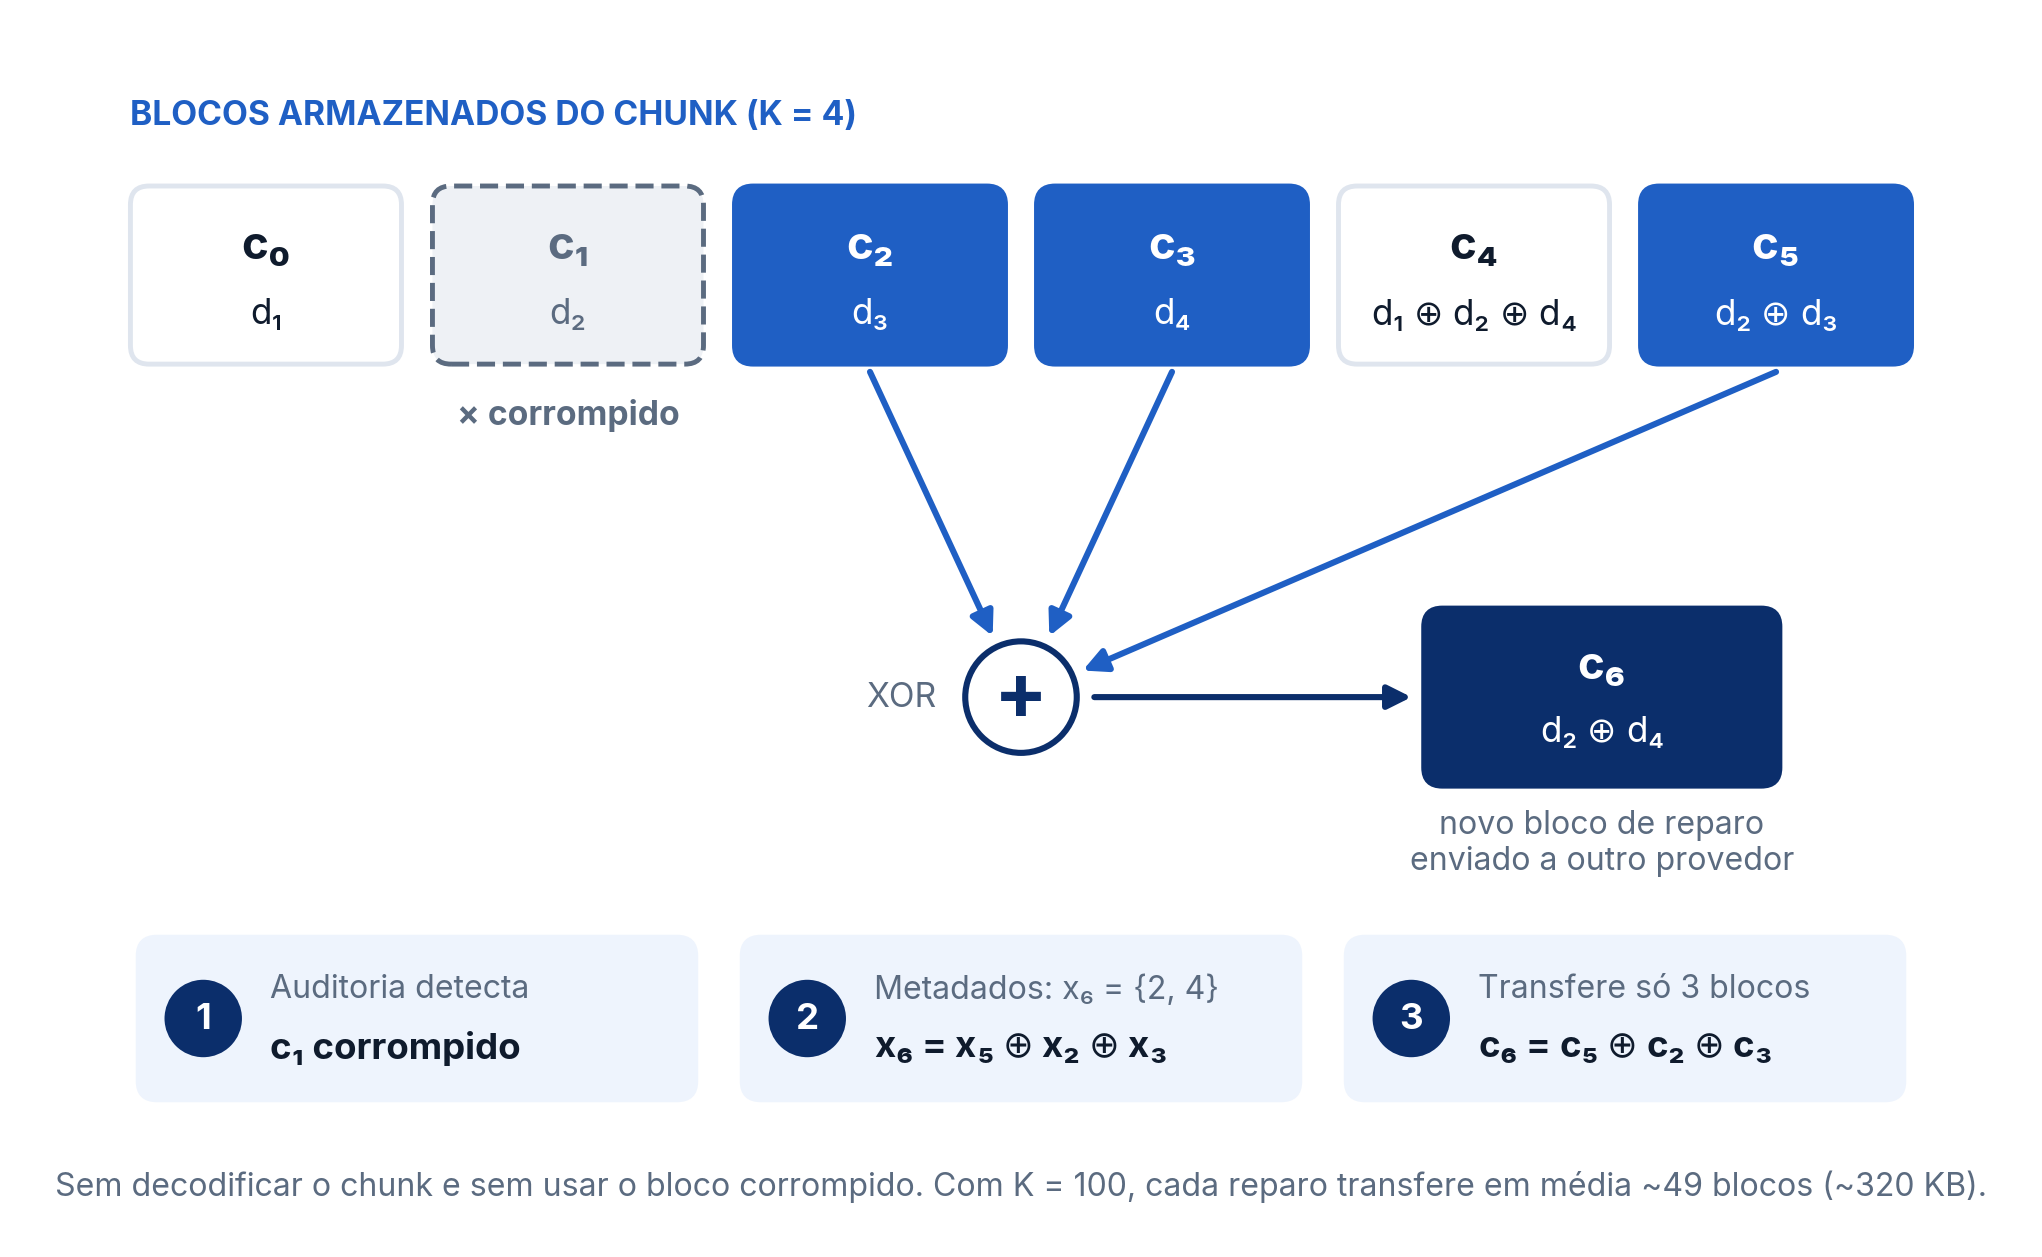 BLOCOS ARMAZENADOS DO CHUNK (K = 4)
c₀
d₁
c₁
d₂
c₂
d₃
c₃
d₄
c₄
d₁ ⊕ d₂ ⊕ d₄
c₅
d₂ ⊕ d₃
× corrompido
XOR
+
c₆
d₂ ⊕ d₄
novo bloco de reparo
enviado a outro provedor
1
Auditoria detecta
c₁ corrompido
2
Metadados: x₆ = {2, 4}
x₆ = x₅ ⊕ x₂ ⊕ x₃
3
Transfere só 3 blocos
c₆ = c₅ ⊕ c₂ ⊕ c₃
Sem decodificar o chunk e sem usar o bloco corrompido. Com K = 100, cada reparo transfere em média ~49 blocos (~320 KB).